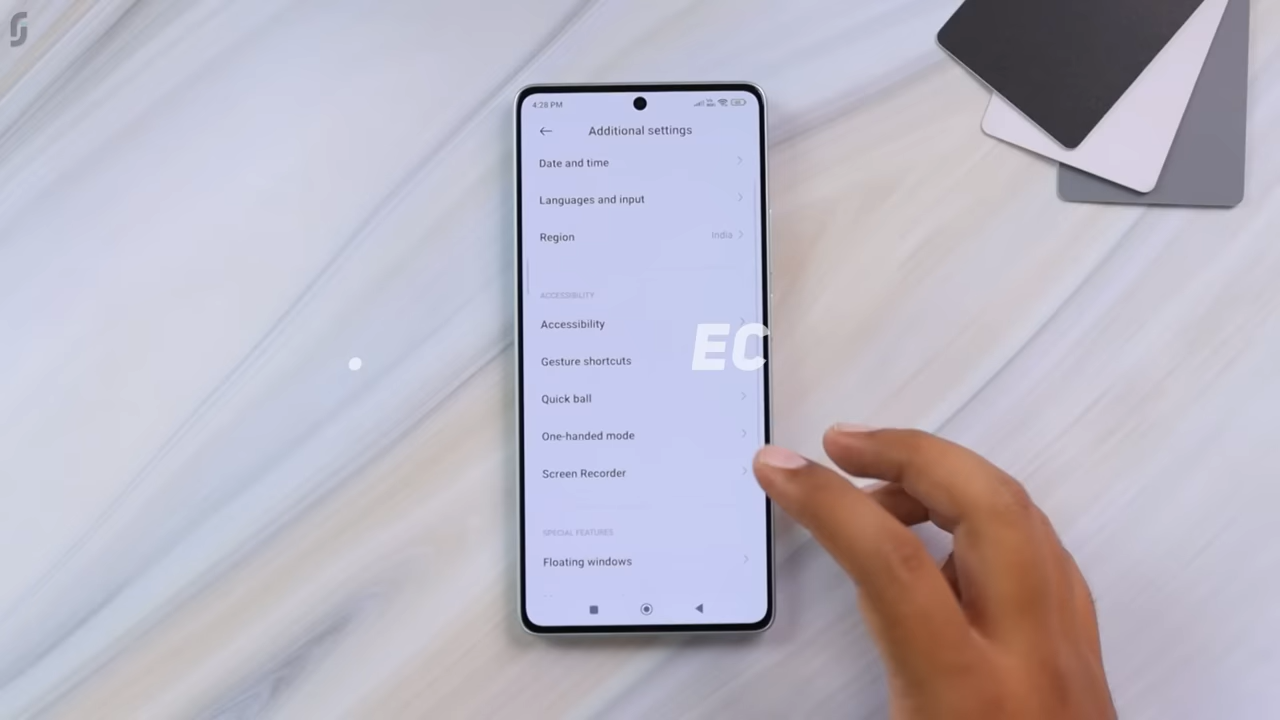 4:28 PM
Additional settings
Date and time
Languages and input
Region
India
ACCESSIBILITY
Accessibility
EC
Gesture shortcuts
Quick ball
One-handed mode
Screen Recorder
SPECIAL FEATURES
Floating windows